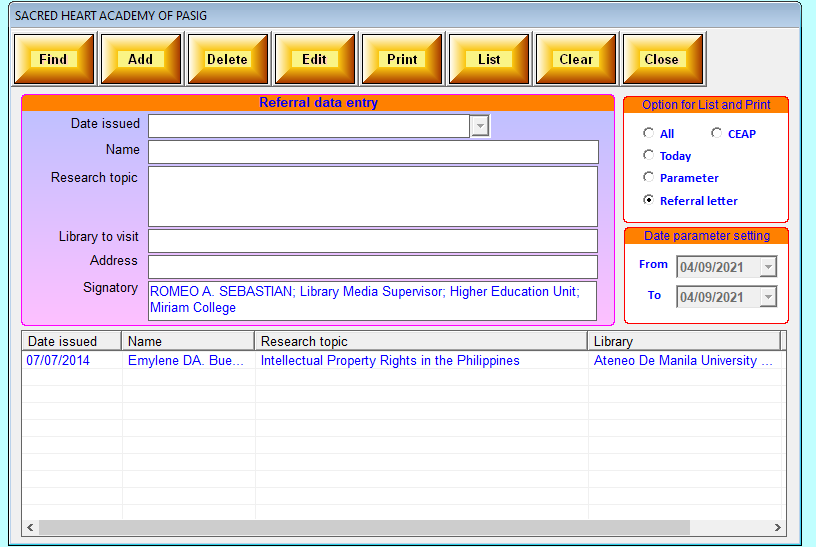 SACRED HEART ACADEMY OF PASIG
Find Add Delete Edit Print List Clear Close
Referral data entry
Date issued
Name
Research topic
Library to visit
Address
Signatory
ROMEO A. SEBASTIAN; Library Media Supervisor; Higher Education Unit;
Miriam College
Option for List and Print
All CEAP
Today
Parameter
Referral letter
Date parameter setting
From 04/09/2021
To 04/09/2021
Date issued Name Research topic Library
07/07/2014 Emylene DA. Bue... Intellectual Property Rights in the Philippines Ateneo De Manila University ...